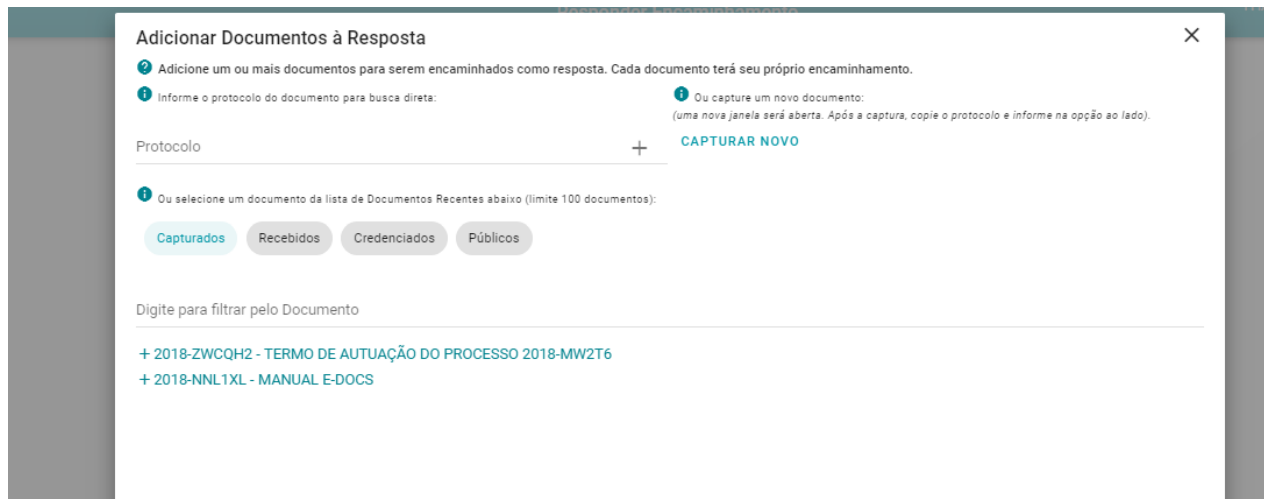 Responder Encaminhamento
Adicionar Documentos à Resposta
Adicione um ou mais documentos para serem encaminhados como resposta. Cada documento terá seu próprio encaminhamento.
Informe o protocolo do documento para busca direta:
Ou capture um novo documento:
(uma nova janela será aberta. Após a captura, copie o protocolo e informe na opção ao lado).
Protocolo +
CAPTURAR NOVO
Ou selecione um documento da lista de Documentos Recentes abaixo (limite 100 documentos):
Capturados Recebidos Credenciados Públicos
Digite para filtrar pelo Documento
+ 2018-ZWCQH2 - TERMO DE AUTUAÇÃO DO PROCESSO 2018-MW2T6
+ 2018-NNL1XL - MANUAL E-DOCS